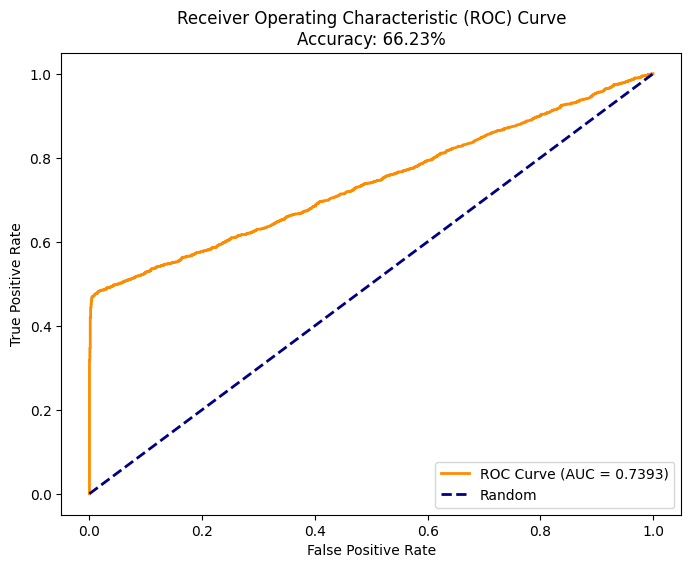 Receiver Operating Characteristic (ROC) Curve
Accuracy: 66.23%
True Positive Rate
1.0
0.8
0.6
0.4
0.2
0.0
0.0 0.2 0.4 0.6 0.8 1.0
False Positive Rate
ROC Curve (AUC = 0.7393)
Random